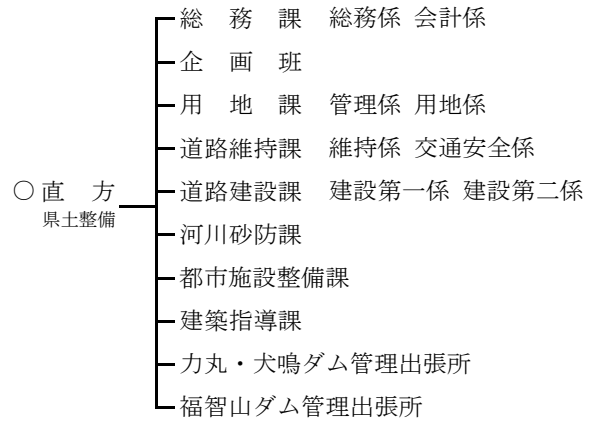 総務課 総務係 会計係
企画班
用地課 管理係 用地係
道路維持課 維持係 交通安全係
○直方
県土整備
道路建設課 建設第一係 建設第二係
河川砂防課
都市施設整備課
建築指導課
力丸・犬鳴ダム管理出張所
福智山ダム管理出張所